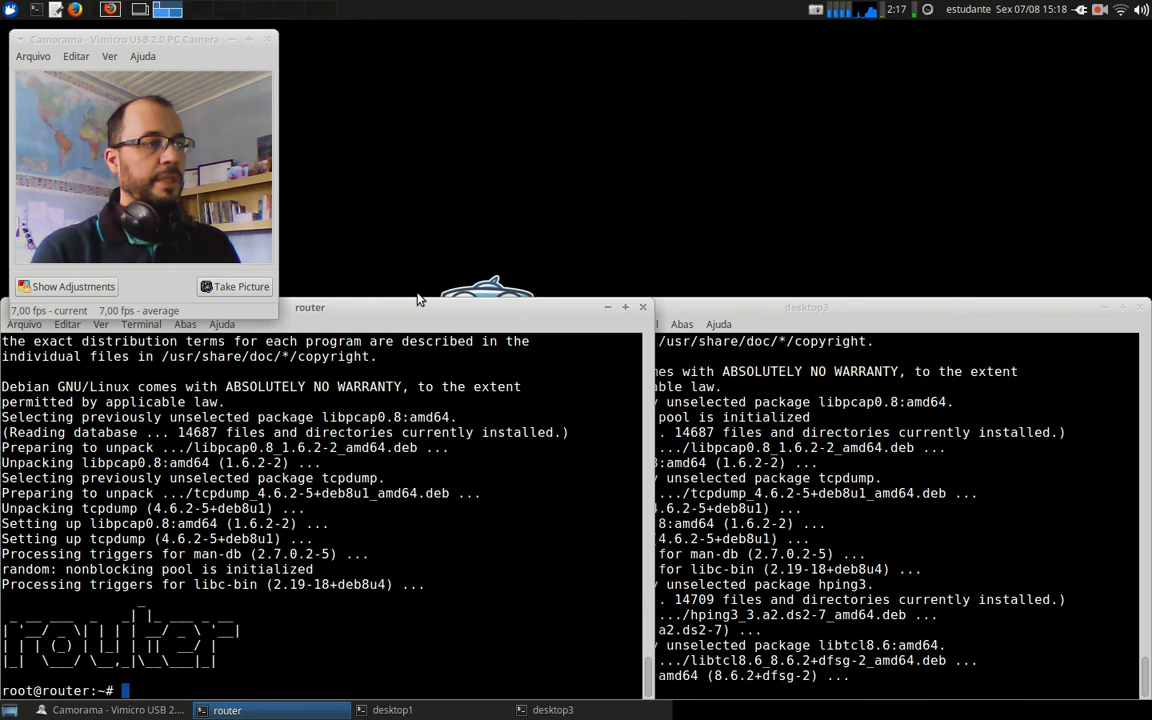 2:17 estudante Sex 07/08 15:18
Camorama - Vimicro USB 2.0 PC Camera
Arquivo Editar Ver Ajuda
Show Adjustments Take Picture
7,00 fps - current 7,00 fps - average
router
Arquivo Editar Ver Terminal Abas Ajuda
the exact distribution terms for each program are described in the
individual files in /usr/share/doc/*/copyright.
Debian GNU/Linux comes with ABSOLUTELY NO WARRANTY, to the extent
permitted by applicable law.
Selecting previously unselected package libpcap0.8:amd64.
(Reading database ... 14687 files and directories currently installed.)
Preparing to unpack .../libpcap0.8_1.6.2-2_amd64.deb ...
Unpacking libpcap0.8:amd64 (1.6.2-2) ...
Selecting previously unselected package tcpdump.
Preparing to unpack .../tcpdump_4.6.2-5+deb8u1_amd64.deb ...
Unpacking tcpdump (4.6.2-5+deb8u1) ...
Setting up libpcap0.8:amd64 (1.6.2-2) ...
Setting up tcpdump (4.6.2-5+deb8u1) ...
Processing triggers for man-db (2.7.0.2-5) ...
random: nonblocking pool is initialized
Processing triggers for libc-bin (2.19-18+deb8u4) ...
router
root@router:~#
desktop3
l Abas Ajuda
/usr/share/doc/*/copyright.
mes with ABSOLUTELY NO WARRANTY, to the extent
able law.
y unselected package libpcap0.8:amd64.
pool is initialized
. 14687 files and directories currently installed.)
.../libpcap0.8_1.6.2-2_amd64.deb ...
8:amd64 (1.6.2-2) ...
y unselected package tcpdump.
.../tcpdump_4.6.2-5+deb8u1_amd64.deb ...
4.6.2-5+deb8u1) ...
8:amd64 (1.6.2-2) ...
(4.6.2-5+deb8u1) ...
for man-db (2.7.0.2-5) ...
for libc-bin (2.19-18+deb8u4) ...
y unselected package hping3.
. 14709 files and directories currently installed.)
.../hping3_3.a2.ds2-7_amd64.deb ...
a2.ds2-7) ...
y unselected package libtcl8.6:amd64.
.../libtcl8.6_8.6.2+dfsg-2_amd64.deb ...
amd64 (8.6.2+dfsg-2) ...
Camorama - Vimicro USB 2.... router desktop1 desktop3